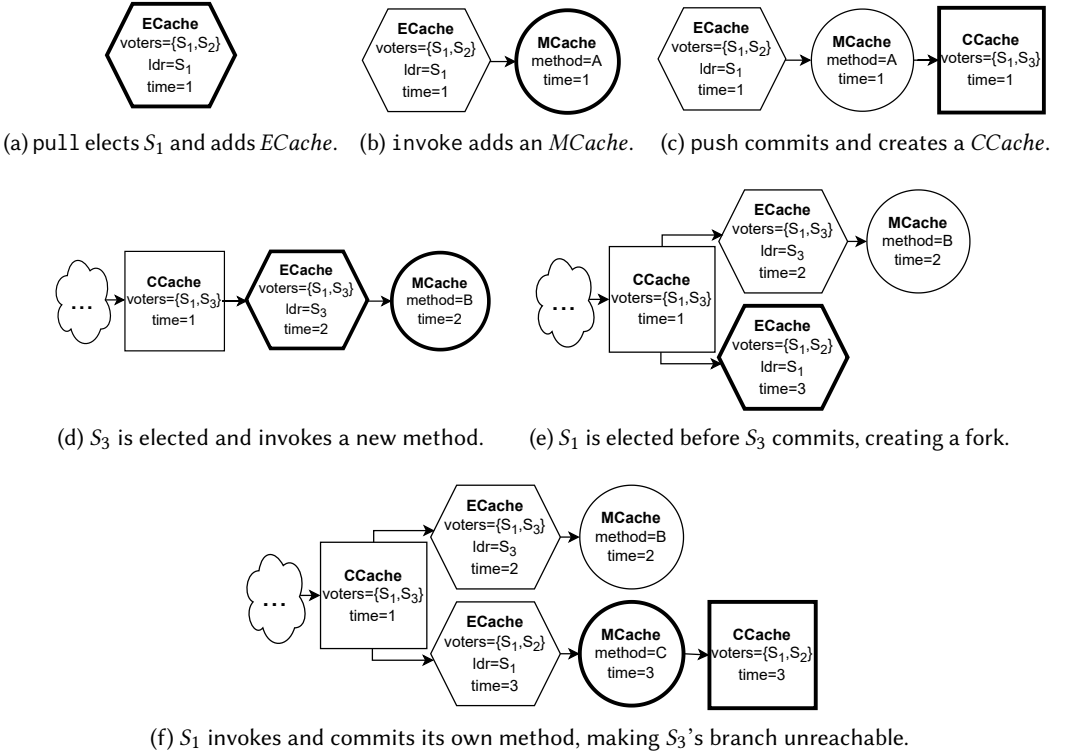 ECache
voters={S1,S2}
ldr=S1
time=1
(a) pull elects S1 and adds ECache.
ECache
voters={S1,S2}
ldr=S1
time=1
MCache
method=A
time=1
(b) invoke adds an MCache.
ECache
voters={S1,S2}
ldr=S1
time=1
MCache
method=A
time=1
CCache
voters={S1,S3}
time=1
(c) push commits and creates a CCache.
...
CCache
voters={S1,S3}
time=1
ECache
voters={S1,S3}
ldr=S3
time=2
MCache
method=B
time=2
(d) S3 is elected and invokes a new method.
...
CCache
voters={S1,S3}
time=1
ECache
voters={S1,S3}
ldr=S3
time=2
MCache
method=B
time=2
ECache
voters={S1,S2}
ldr=S1
time=3
(e) S1 is elected before S3 commits, creating a fork.
...
CCache
voters={S1,S3}
time=1
ECache
voters={S1,S3}
ldr=S3
time=2
MCache
method=B
time=2
ECache
voters={S1,S2}
ldr=S1
time=3
MCache
method=C
time=3
CCache
voters={S1,S2}
time=3
(f) S1 invokes and commits its own method, making S3's branch unreachable.